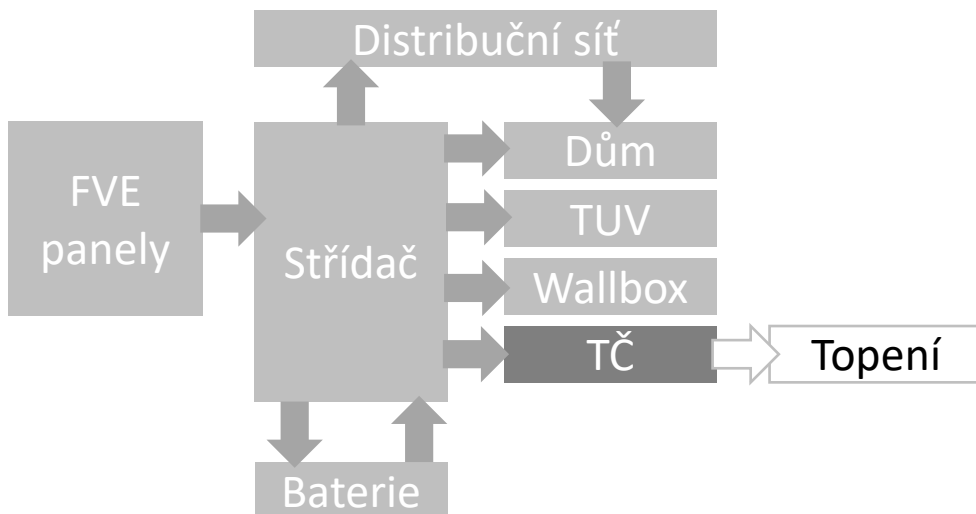 Distribuční síť
FVE
panely
Střídač
Dům
TUV
Wallbox
TČ
Topení
Baterie